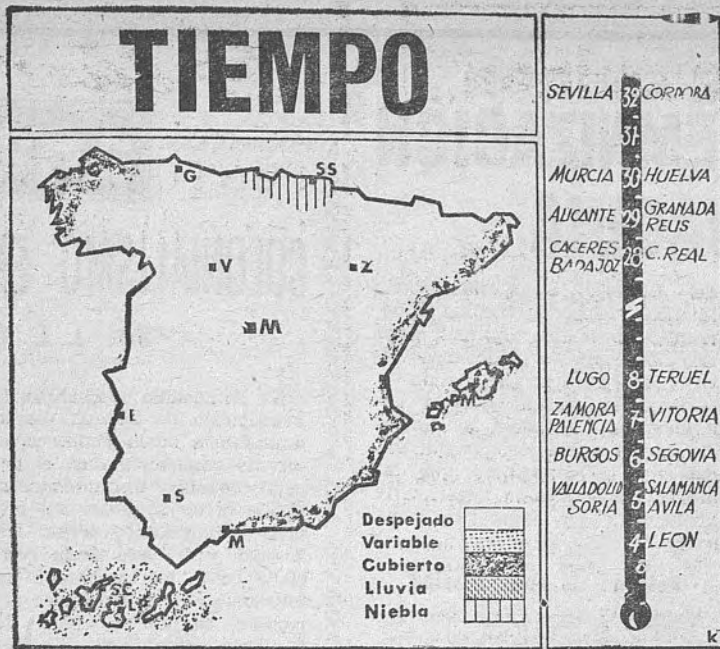 TIEMPO
C
G
SS
V
Z
M
E
PM
S
M
SC
LP
Despejado
Variable
Cubierto
Lluvia
Niebla
SEVILLA 32 CORDOBA
31
MURCIA 30 HUELVA
ALICANTE 29 GRANADA
REUS
CACERES 28 C. REAL
BADAJOZ
LUGO 8 TERUEL
ZAMORA 7 VITORIA
PALENCIA
BURGOS 6 SEGOVIA
VALLADOLID 5 SALAMANCA
SORIA AVILA
4 LEON
K